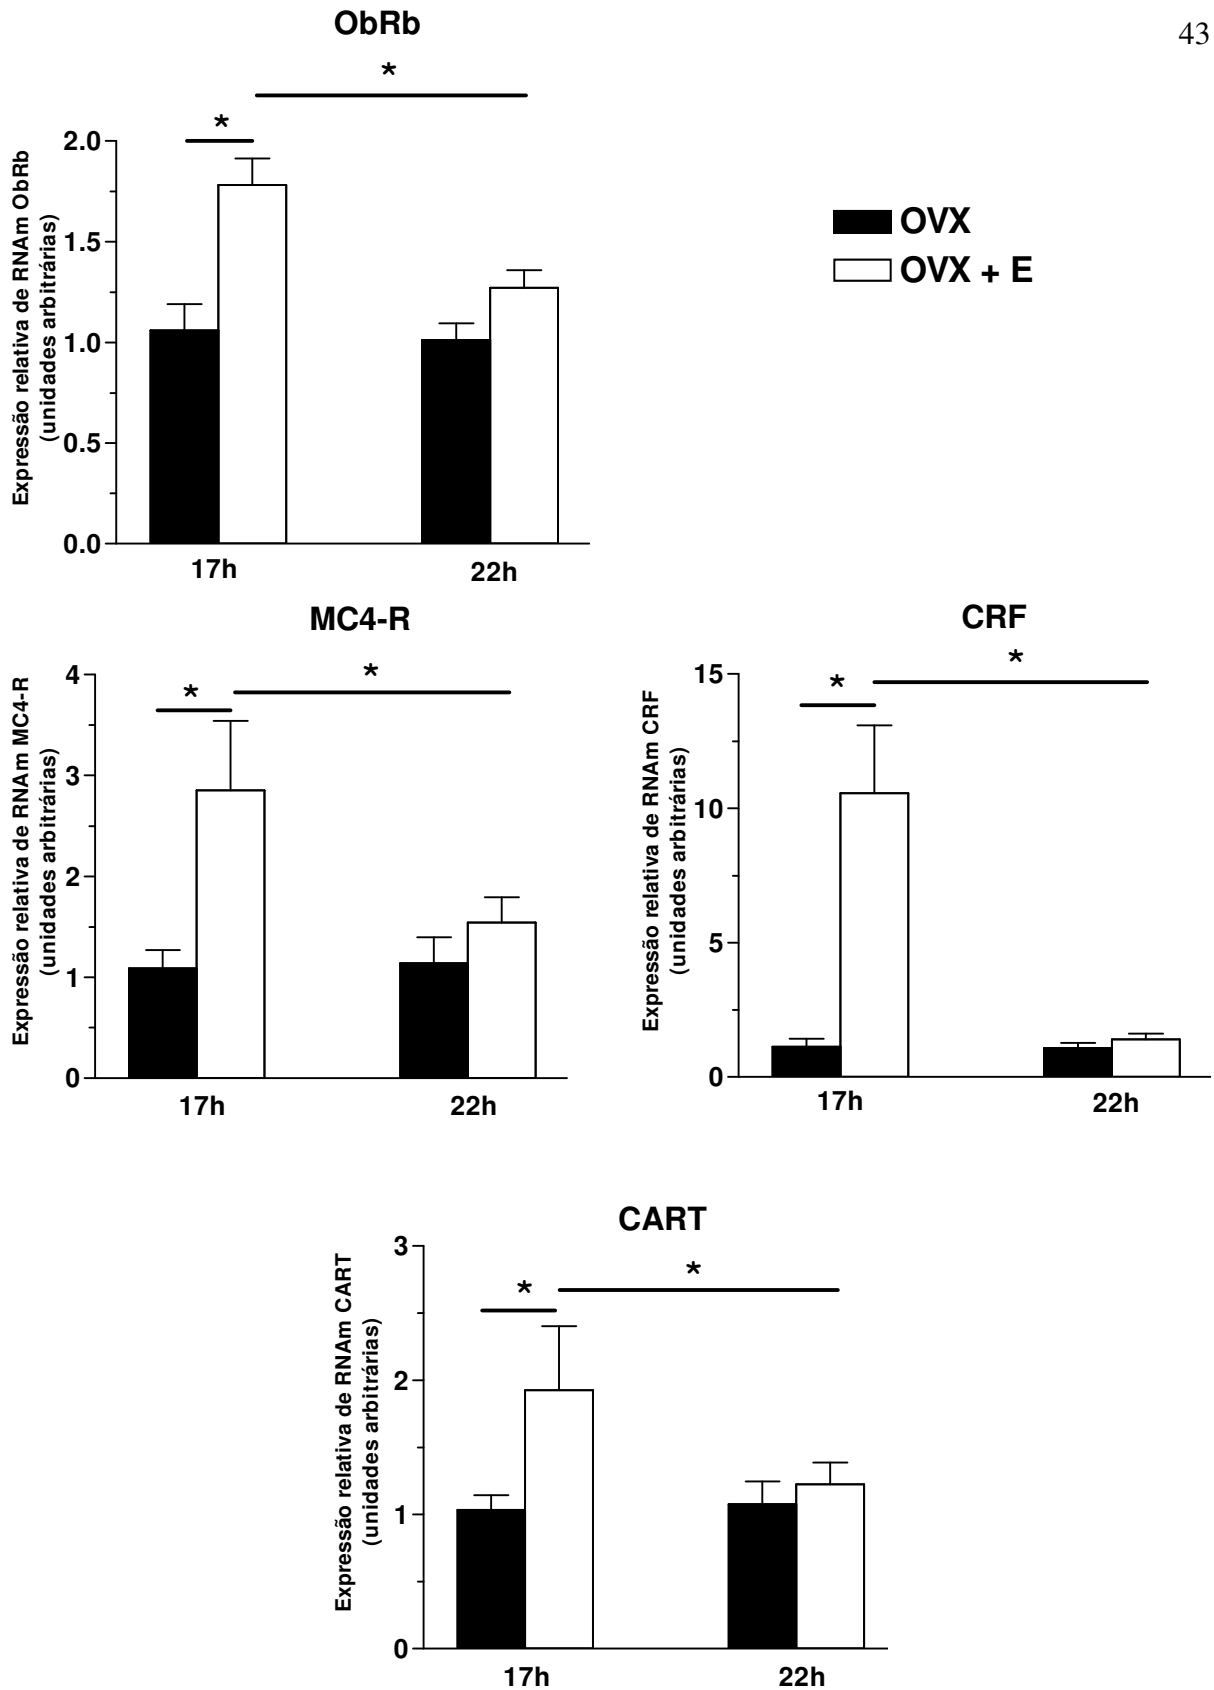 43
ObRb
*
*
Expressão relativa de RNAm ObRb
(unidades arbitrárias)
2.0
1.5
1.0
0.5
0.0
17h
22h
OVX
OVX + E
MC4-R
*
*
Expressão relativa de RNAm MC4-R
(unidades arbitrárias)
4
3
2
1
0
17h
22h
CRF
*
*
Expressão relativa de RNAm CRF
(unidades arbitrárias)
15
10
5
0
17h
22h
CART
*
*
Expressão relativa de RNAm CART
(unidades arbitrárias)
3
2
1
0
17h
22h